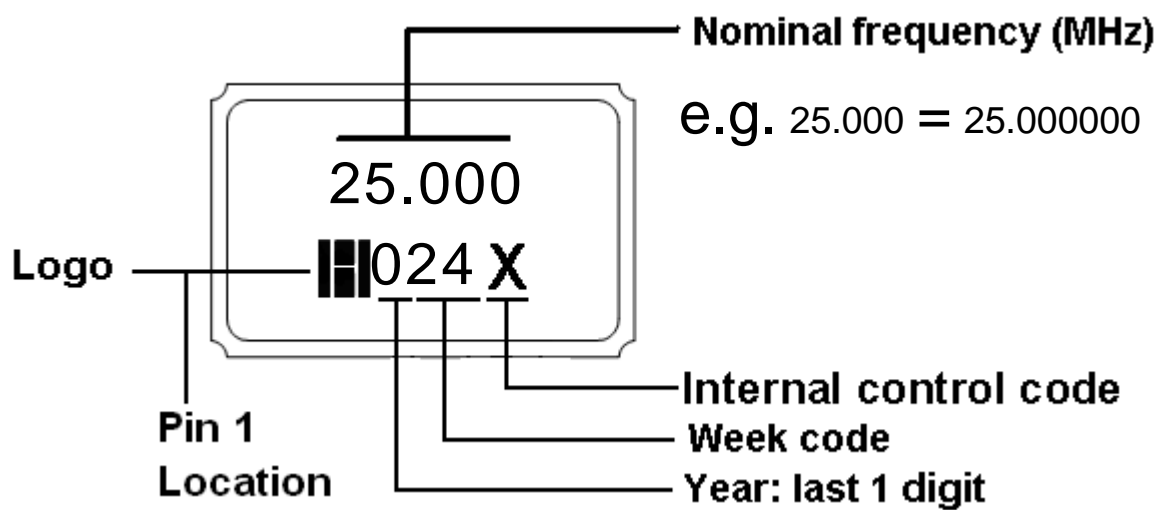 Nominal frequency (MHz)
e.g. 25.000 = 25.000000
25.000
Logo
024 X
Internal control code
Pin 1
Location
Week code
Year: last 1 digit